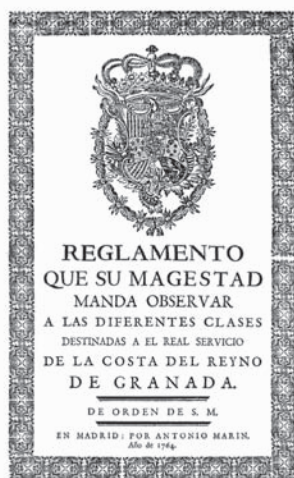 REGLAMENTO
QUE SU MAGESTAD
MANDA OBSERVAR
A LAS DIFERENTES CLASES
DESTINADAS A EL REAL SERVICIO
DE LA COSTA DEL REYNO
DE GRANADA.
DE ORDEN DE S. M.
EN MADRID: POR ANTONIO MARIN.
Año de 1764.